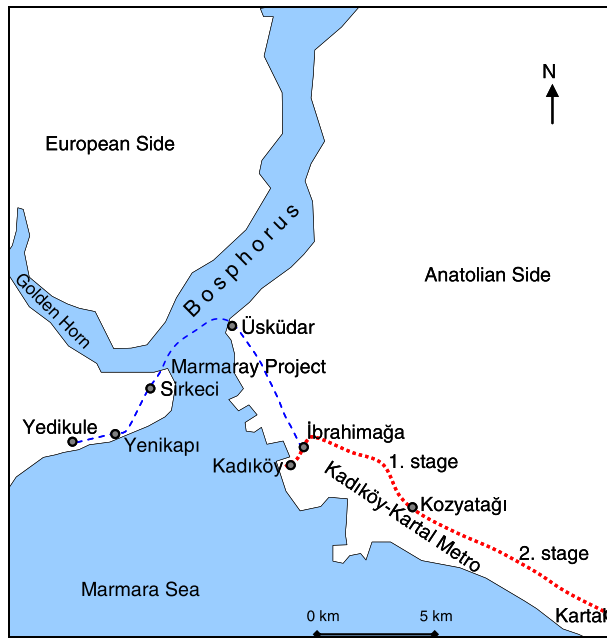 N
European Side
Bosphorus
Golden Horn
Anatolian Side
Üsküdar
Marmaray Project
Sirkeci
Yedikule
Yenikapı
İbrahimağa
Kadıköy
1. stage
Kadıköy-Kartal Metro
Kozyatağı
2. stage
Marmara Sea
Kartal
0 km
5 km